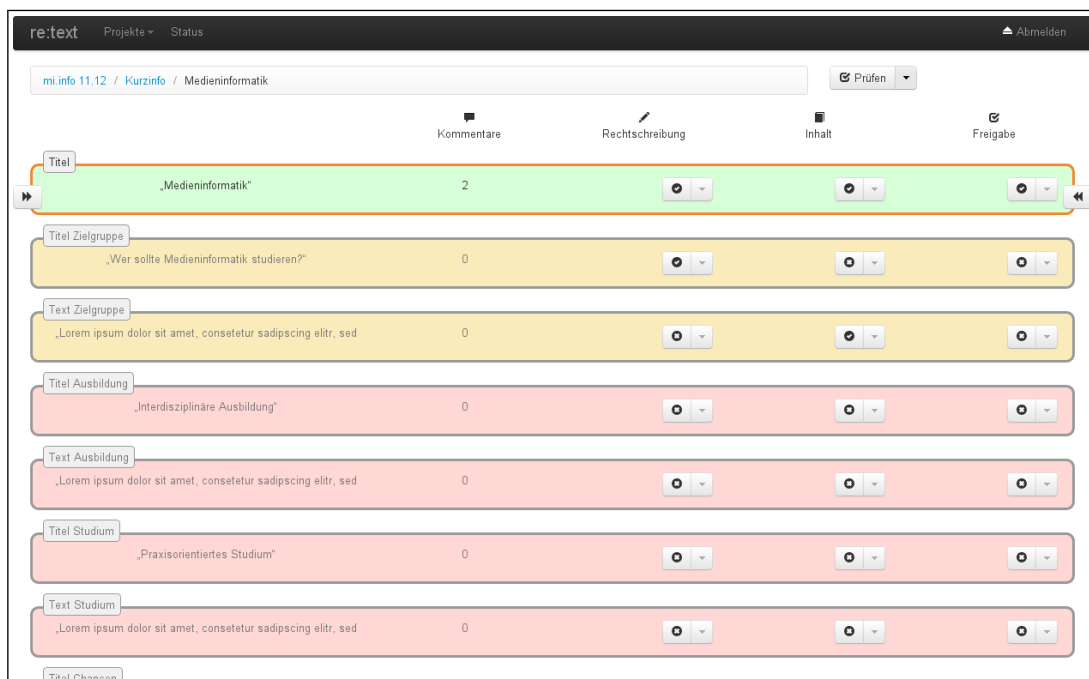 re:text Projekte Status Abmelden
mi.info 11.12 / Kurzinfo / Medieninformatik Prüfen
Kommentare Rechtschreibung Inhalt Freigabe
Titel
„Medieninformatik“ 2
Titel Zielgruppe
„Wer sollte Medieninformatik studieren?“ 0
Text Zielgruppe
„Lorem ipsum dolor sit amet, consetetur sadipscing elitr, sed 0
Titel Ausbildung
„Interdisziplinäre Ausbildung“ 0
Text Ausbildung
„Lorem ipsum dolor sit amet, consetetur sadipscing elitr, sed 0
Titel Studium
„Praxisorientiertes Studium“ 0
Text Studium
„Lorem ipsum dolor sit amet, consetetur sadipscing elitr, sed 0
Titel Chancen